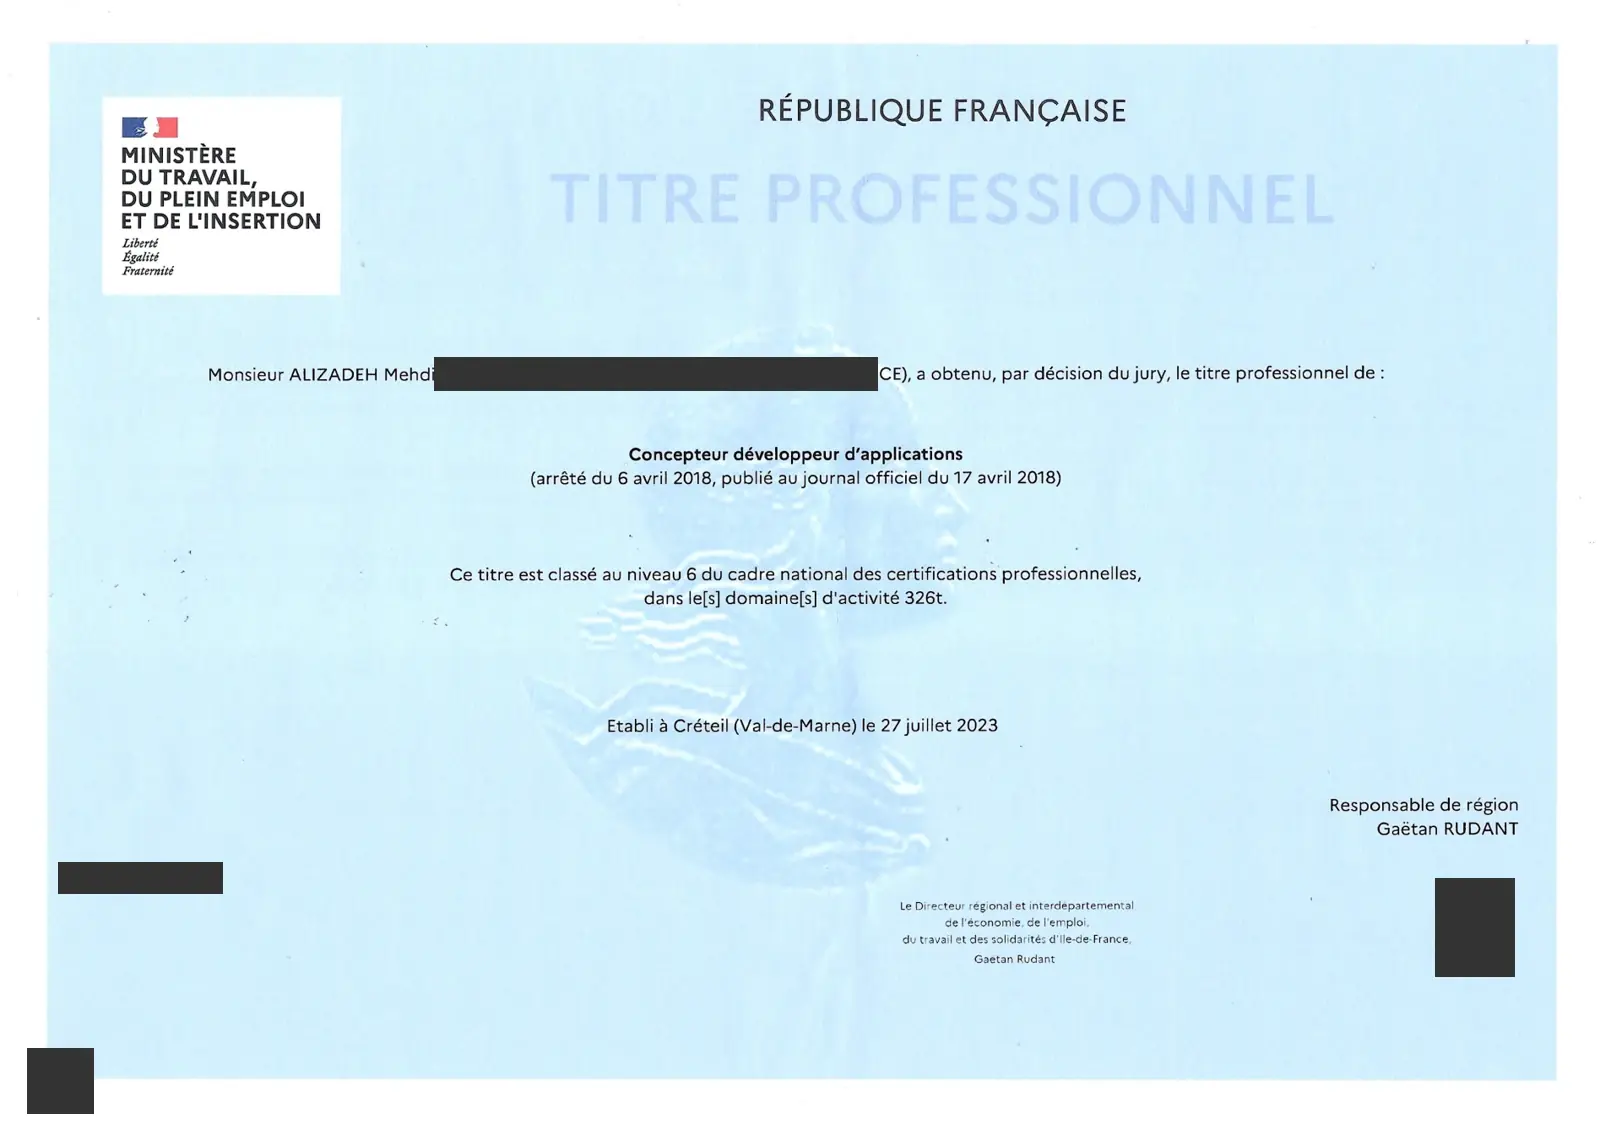 MINISTÈRE
DU TRAVAIL,
DU PLEIN EMPLOI
ET DE L'INSERTION
Liberté
Égalité
Fraternité
RÉPUBLIQUE FRANÇAISE
TITRE PROFESSIONNEL
Monsieur ALIZADEH Mehdi CE), a obtenu, par décision du jury, le titre professionnel de :
Concepteur développeur d'applications
(arrêté du 6 avril 2018, publié au journal officiel du 17 avril 2018)
Ce titre est classé au niveau 6 du cadre national des certifications professionnelles,
dans le[s] domaine[s] d'activité 326t.
Etabli à Créteil (Val-de-Marne) le 27 juillet 2023
Responsable de région
Gaëtan RUDANT
Le Directeur régional et interdépartemental
de l'économie, de l'emploi,
du travail et des solidarités d'Ile-de-France,
Gaetan Rudant